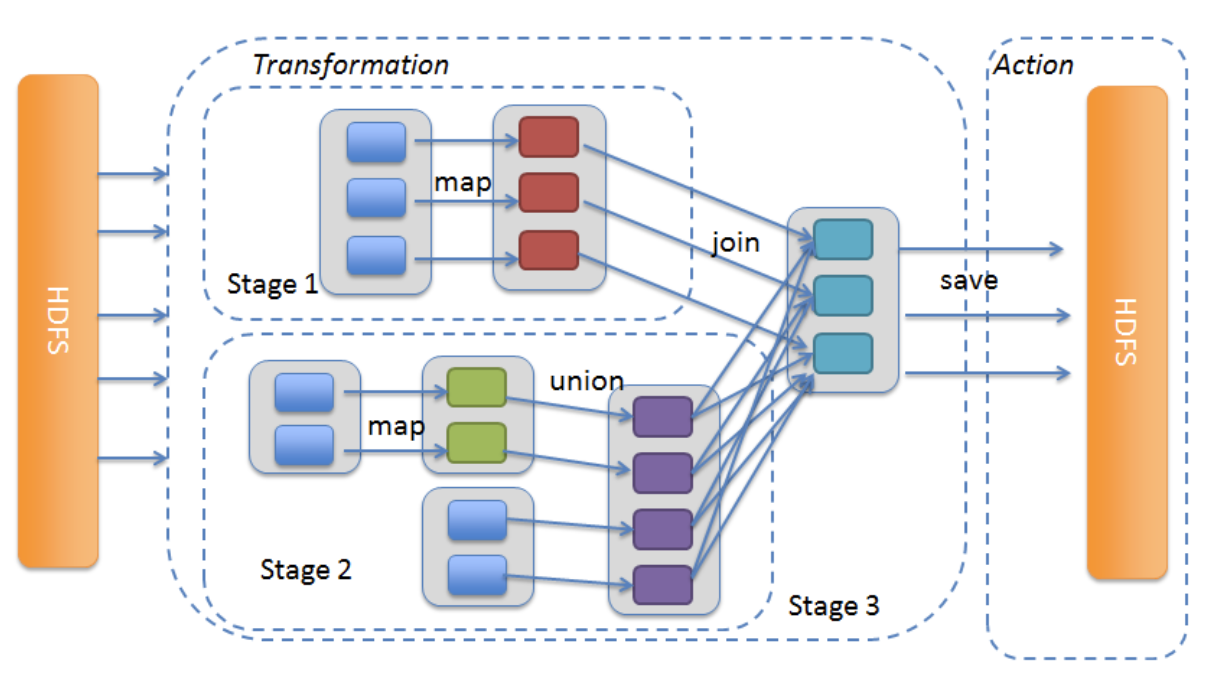 Transformation
Action
HDFS
map
join
Stage 1
save
HDFS
union
map
Stage 2
Stage 3